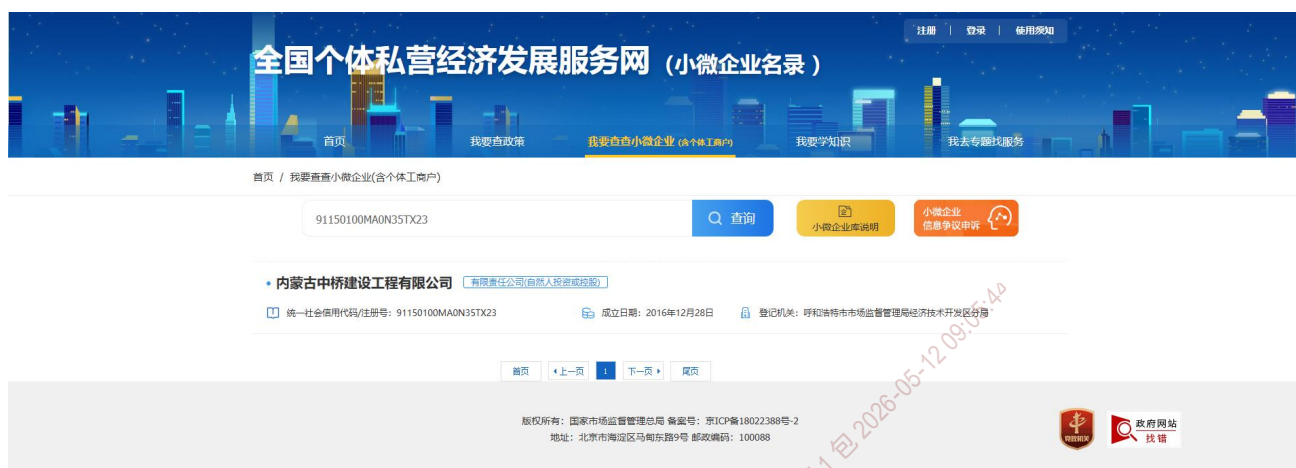 注册 | 登录 | 使用须知
全国个体私营经济发展服务网（小微企业名录）
首页 我要查政策 我要查查小微企业(含个体工商户) 我要学知识 我去专题找服务
首页 / 我要查查小微企业(含个体工商户)
91150100MA0N35TX23 查询 小微企业库说明 小微企业
信息争议申诉
内蒙古中桥建设工程有限公司 有限责任公司(自然人投资或控股)
统一社会信用代码/注册号：91150100MA0N35TX23 成立日期：2016年12月28日 登记机关：呼和浩特市市场监督管理局经济技术开发区分局
首页 上一页 1 下一页 尾页
版权所有：国家市场监督管理总局 备案号：京ICP备18022388号-2
地址：北京市海淀区马甸东路9号 邮政编码：100088
党政机关
政府网站
找错
包 2026-05-12 09:05:44